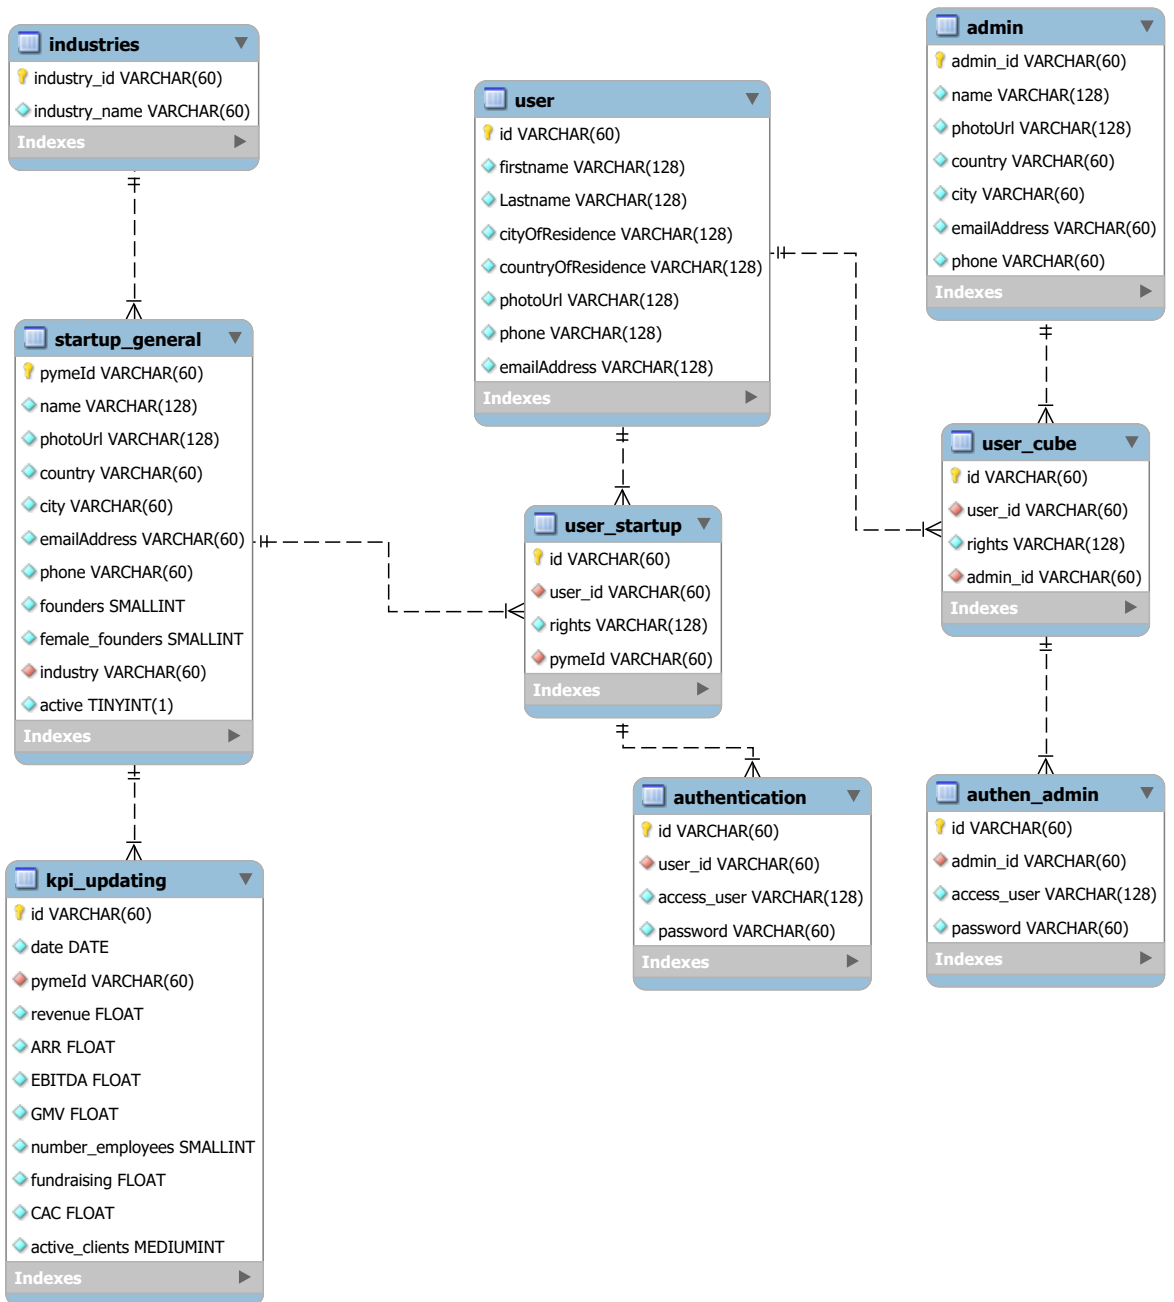 industries
industry_id VARCHAR(60)
industry_name VARCHAR(60)
Indexes
startup_general
pymeId VARCHAR(60)
name VARCHAR(128)
photoUrl VARCHAR(128)
country VARCHAR(60)
city VARCHAR(60)
emailAddress VARCHAR(60)
phone VARCHAR(60)
founders SMALLINT
female_founders SMALLINT
industry VARCHAR(60)
active TINYINT(1)
Indexes
kpi_updating
id VARCHAR(60)
date DATE
pymeId VARCHAR(60)
revenue FLOAT
ARR FLOAT
EBITDA FLOAT
GMV FLOAT
number_employees SMALLINT
fundraising FLOAT
CAC FLOAT
active_clients MEDIUMINT
Indexes
user
id VARCHAR(60)
firstname VARCHAR(128)
Lastname VARCHAR(128)
cityOfResidence VARCHAR(128)
countryOfResidence VARCHAR(128)
photoUrl VARCHAR(128)
phone VARCHAR(128)
emailAddress VARCHAR(128)
Indexes
user_startup
id VARCHAR(60)
user_id VARCHAR(60)
rights VARCHAR(128)
pymeId VARCHAR(60)
Indexes
authentication
id VARCHAR(60)
user_id VARCHAR(60)
access_user VARCHAR(128)
password VARCHAR(60)
Indexes
admin
admin_id VARCHAR(60)
name VARCHAR(128)
photoUrl VARCHAR(128)
country VARCHAR(60)
city VARCHAR(60)
emailAddress VARCHAR(60)
phone VARCHAR(60)
Indexes
user_cube
id VARCHAR(60)
user_id VARCHAR(60)
rights VARCHAR(128)
admin_id VARCHAR(60)
Indexes
authen_admin
id VARCHAR(60)
admin_id VARCHAR(60)
access_user VARCHAR(128)
password VARCHAR(60)
Indexes